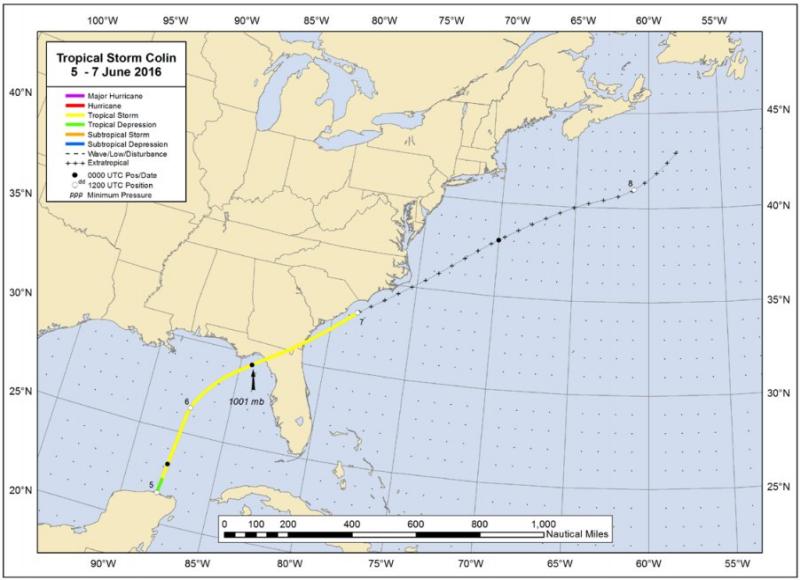 100°W 95°W 90°W 85°W 80°W 75°W 70°W 65°W 60°W 55°W
Tropical Storm Colin
5 - 7 June 2016
Major Hurricane
Hurricane
Tropical Storm
Tropical Depression
Subtropical Storm
Subtropical Depression
Wave/Low/Disturbance
Extratropical
0000 UTC Pos/Date
dd
1200 UTC Position
ppp Minimum Pressure
40°N
45°N
8
35°N
40°N
30°N
35°N
7
25°N
30°N
1001 mb
6
5
20°N
25°N
0 100 200 400 600 800 1,000
Nautical Miles
90°W 85°W 80°W 75°W 70°W 65°W 60°W